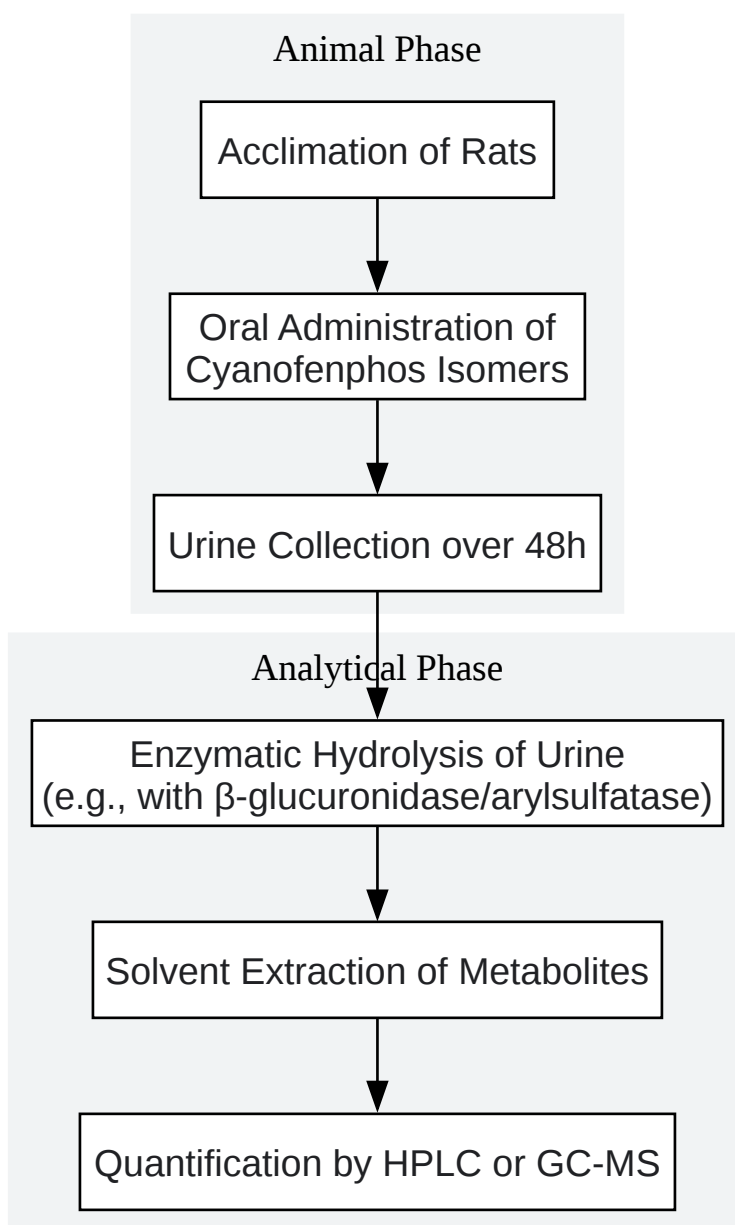 Animal Phase
Acclimation of Rats
Oral Administration of
Cyanofenphos Isomers
Urine Collection over 48h
Analytical Phase
Enzymatic Hydrolysis of Urine
(e.g., with β-glucuronidase/arylsulfatase)
Solvent Extraction of Metabolites
Quantification by HPLC or GC-MS